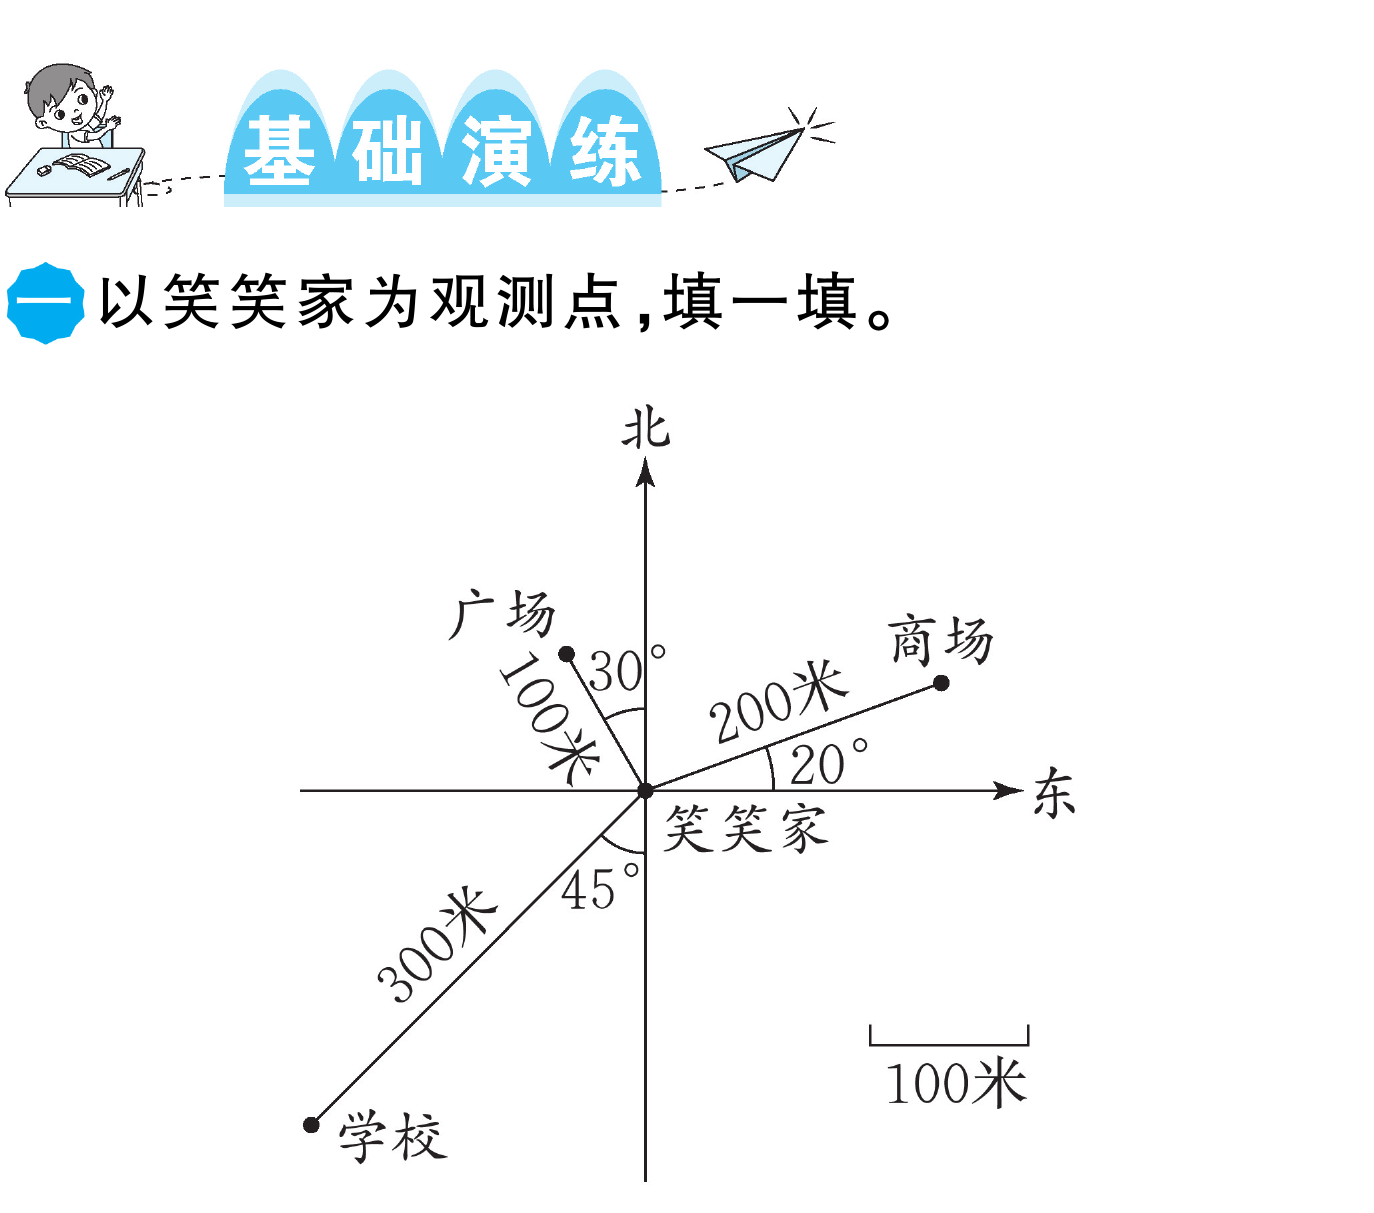 基础演练
一 以笑笑家为观测点,填一填。
北
广场
商场
30°
100米
200米
20°
东
笑笑家
45°
300米
100米
学校